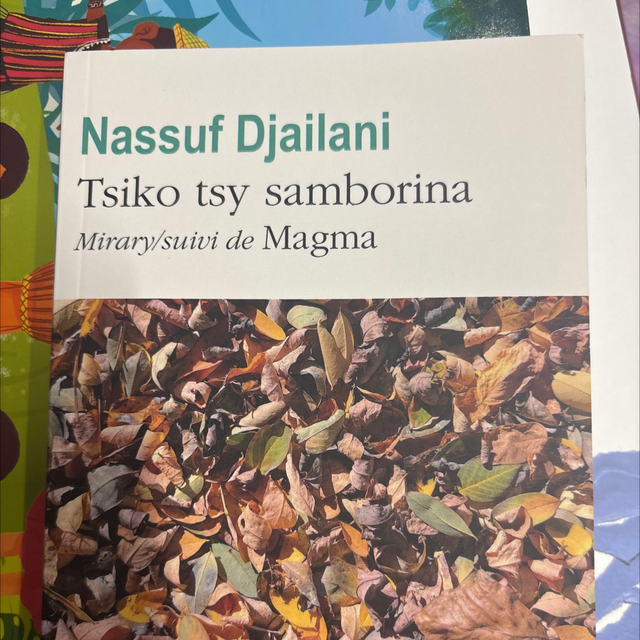 Nassuf Djailani
Tsiko tsy samborina
Mirary/suivi de Magma